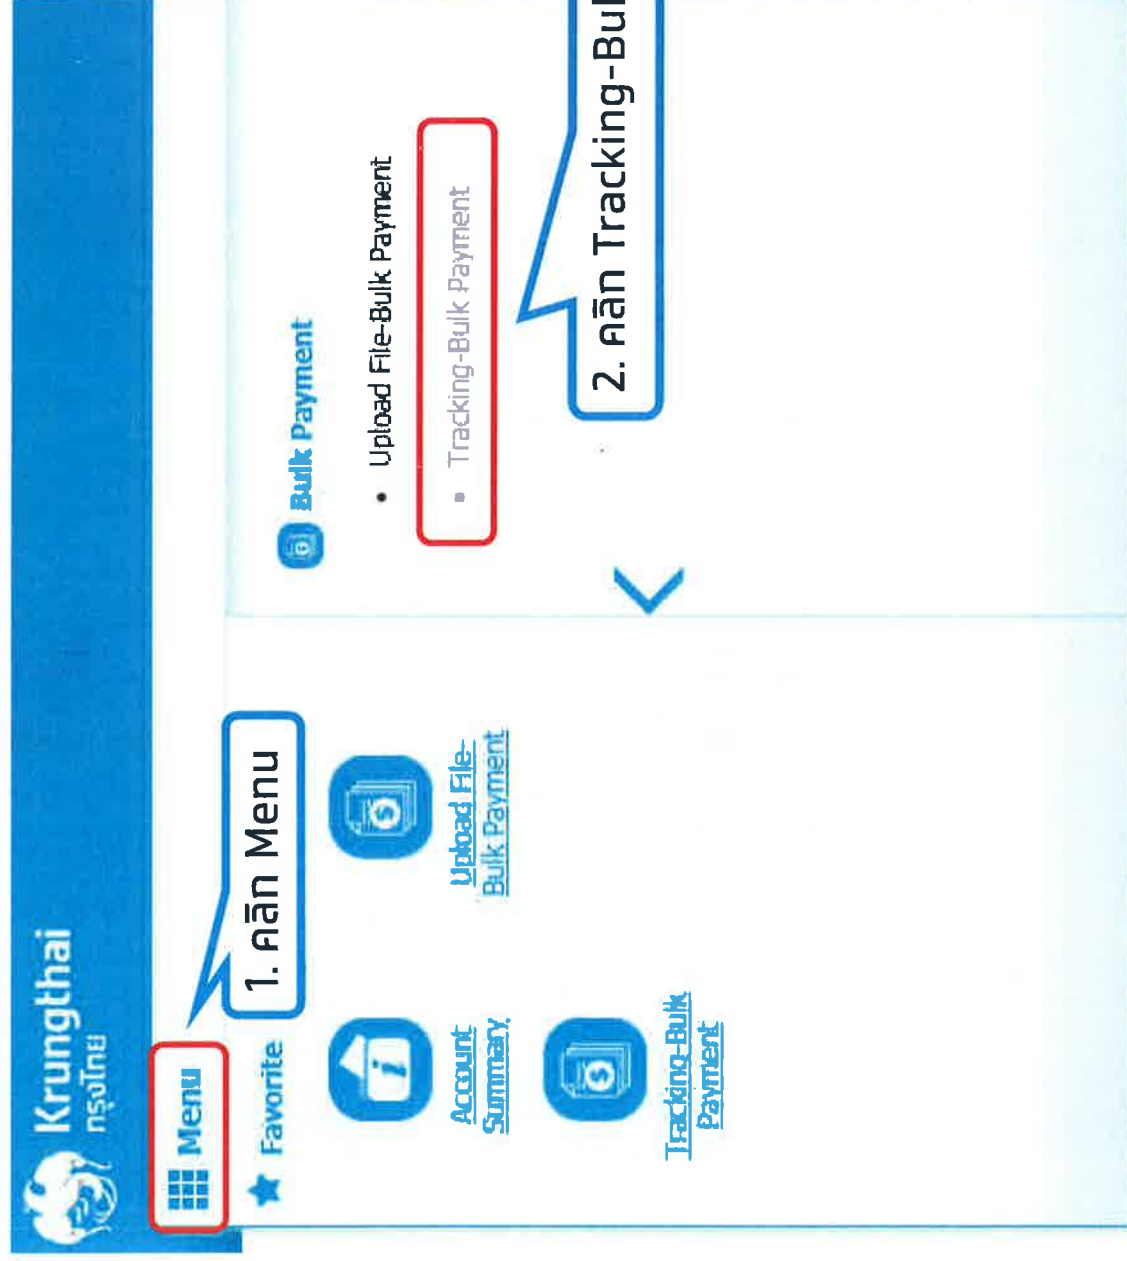 Krungthai
กรุงไทย
Menu
1. คลิก Menu
Favorite
Account
Summary
Upload File-
Bulk Payment
Tracking-Bulk
Payment
Bulk Payment
• Upload File-Bulk Payment
• Tracking-Bulk Payment
2. คลิก Tracking-Bul